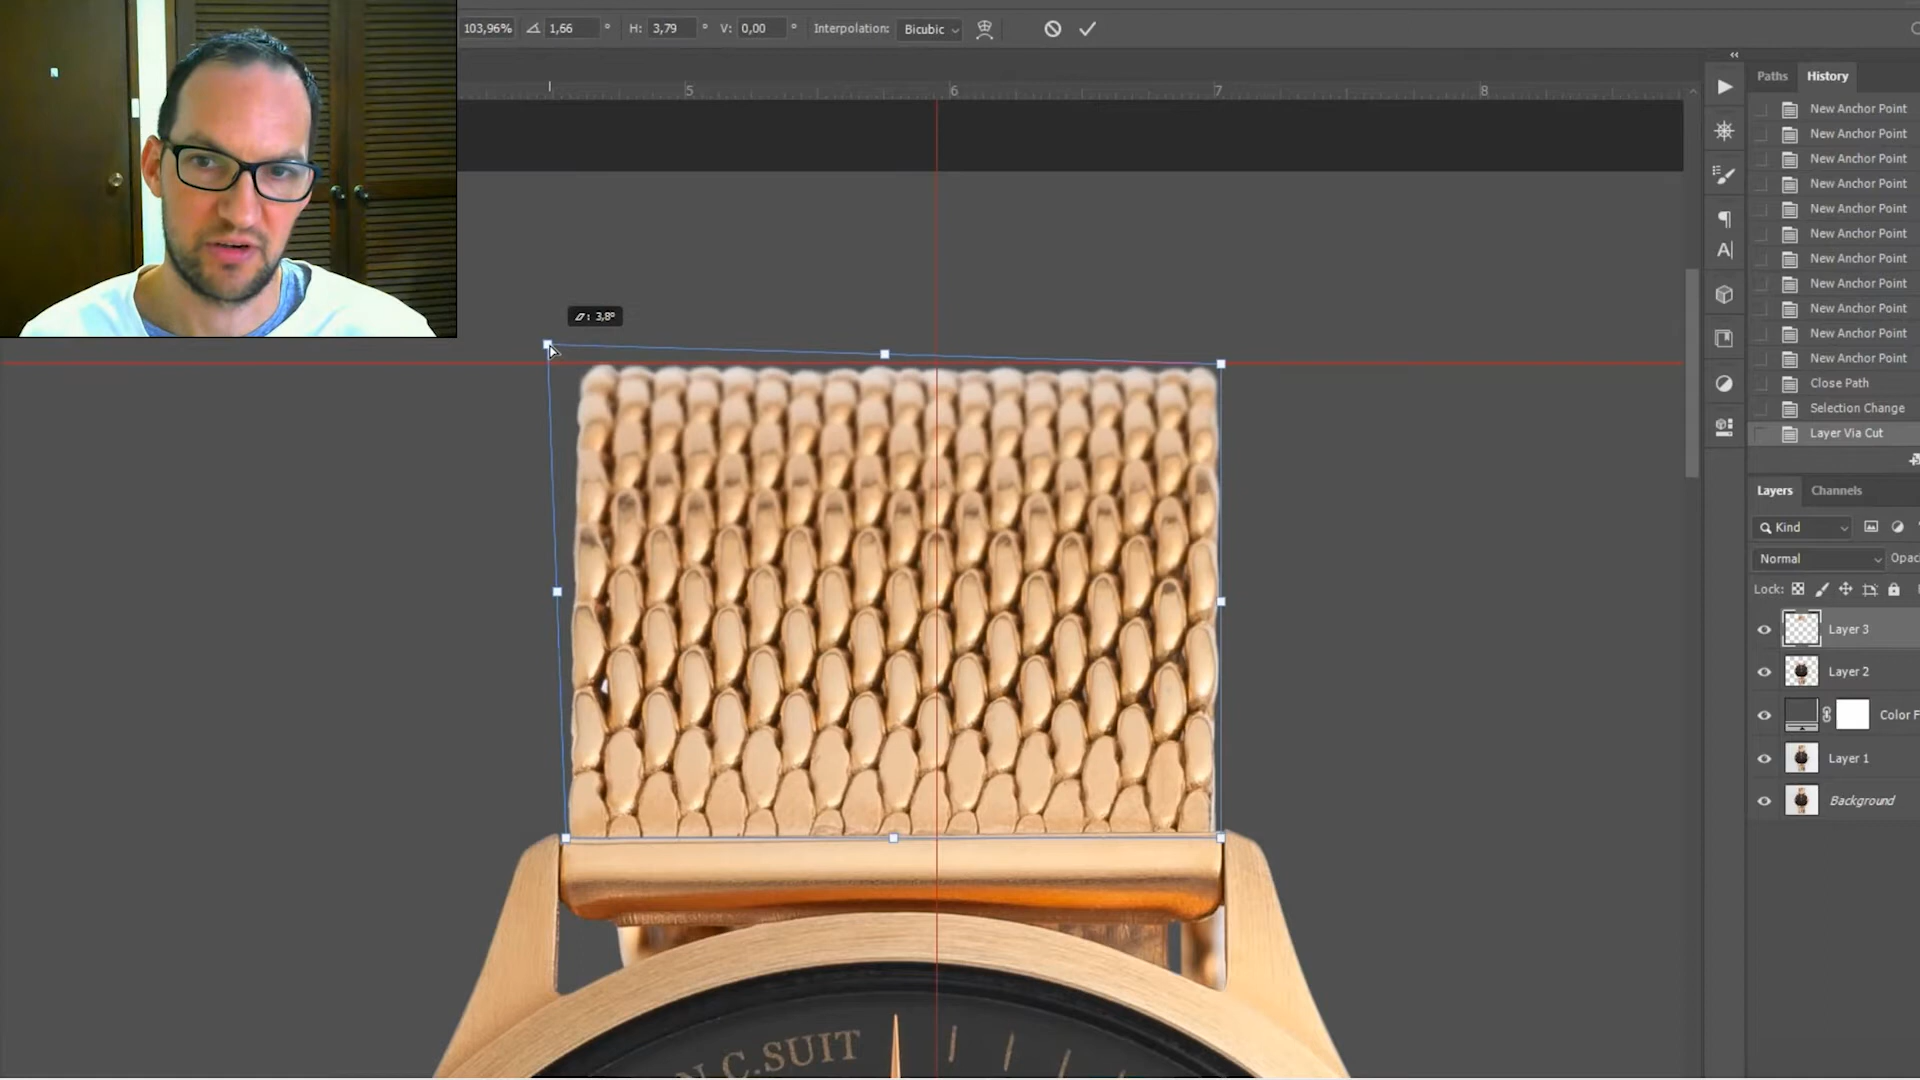 103,96% 1,66 ° H: 3,79 ° V: 0,00 ° Interpolation: Bicubic
5 6 7 8
Paths History
New Anchor Point
New Anchor Point
New Anchor Point
New Anchor Point
New Anchor Point
New Anchor Point
New Anchor Point
New Anchor Point
New Anchor Point
New Anchor Point
New Anchor Point
Close Path
Selection Change
Layer Via Cut
3,8°
Layers Channels
Kind
Normal Opac
Lock:
Layer 3
Layer 2
Color F
Layer 1
Background
N.C.SUIT